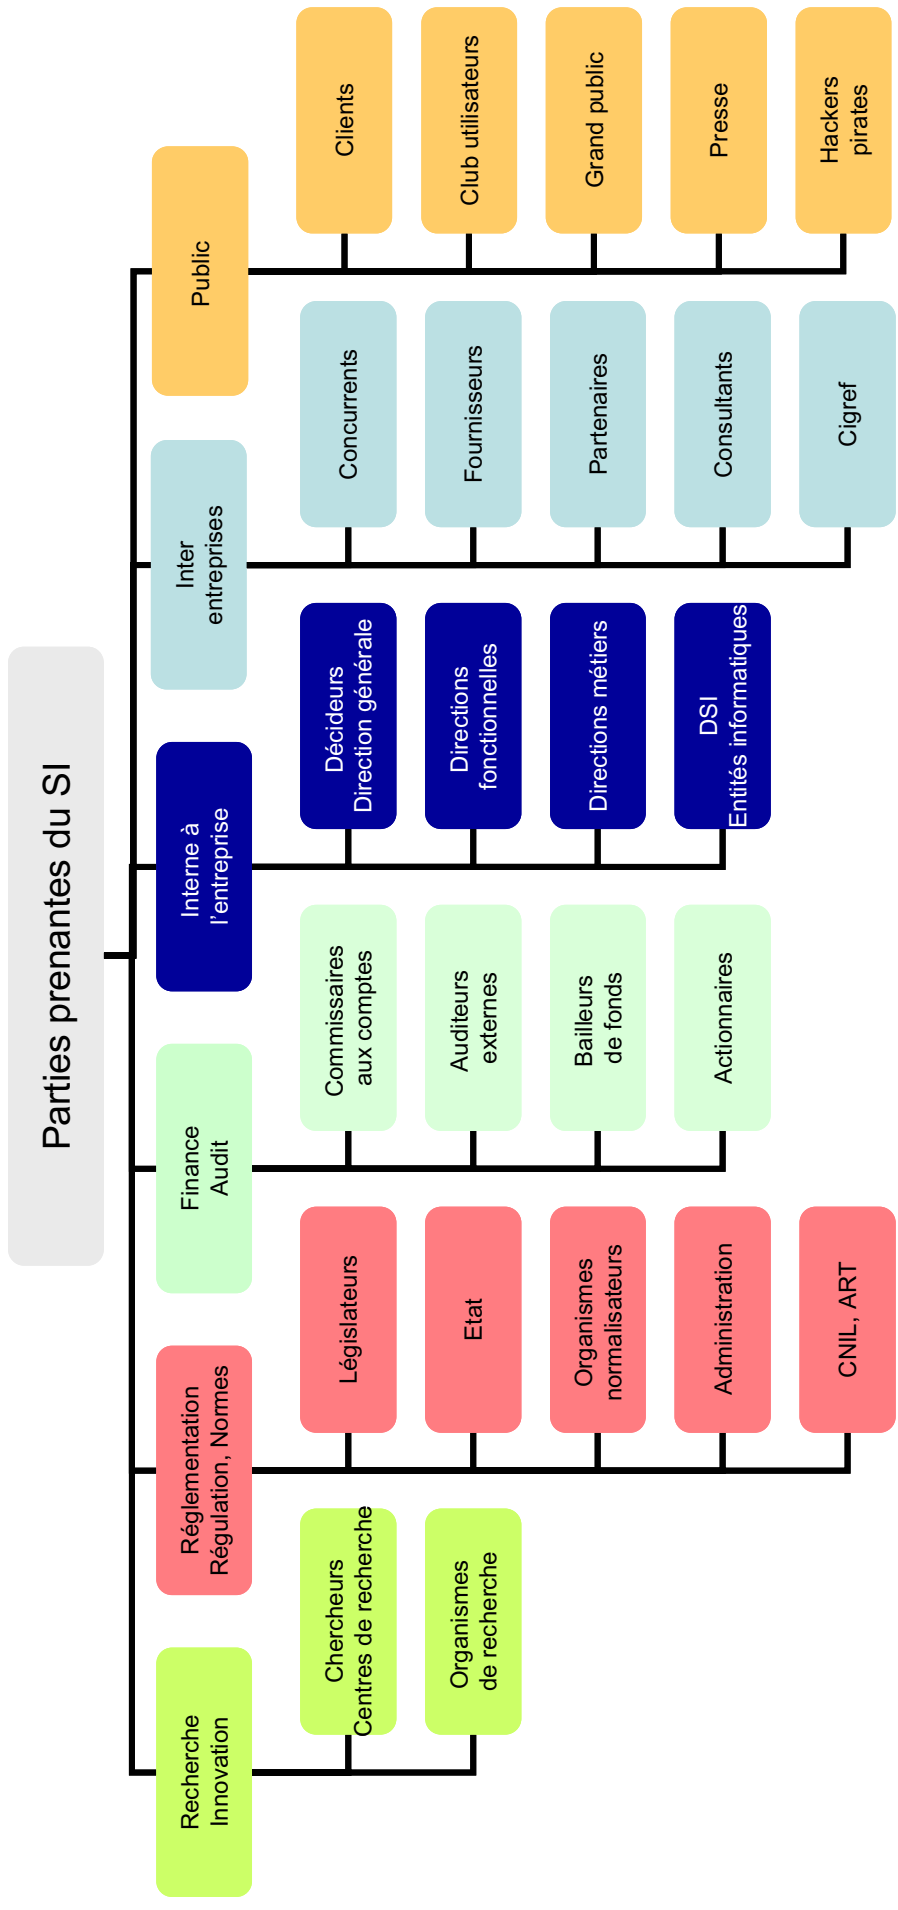 Parties prenantes du SI
Recherche
Innovation
Chercheurs
Centres de recherche
Organismes
de recherche
Réglementation
Régulation, Normes
Législateurs
Etat
Organismes
normalisateurs
Administration
CNIL, ART
Finance
Audit
Commissaires
aux comptes
Auditeurs
externes
Bailleurs
de fonds
Actionnaires
Interne à
l’entreprise
Décideurs
Direction générale
Directions
fonctionnelles
Directions métiers
DSI
Entités informatiques
Inter
entreprises
Concurrents
Fournisseurs
Partenaires
Consultants
Cigref
Public
Clients
Club utilisateurs
Grand public
Presse
Hackers
pirates